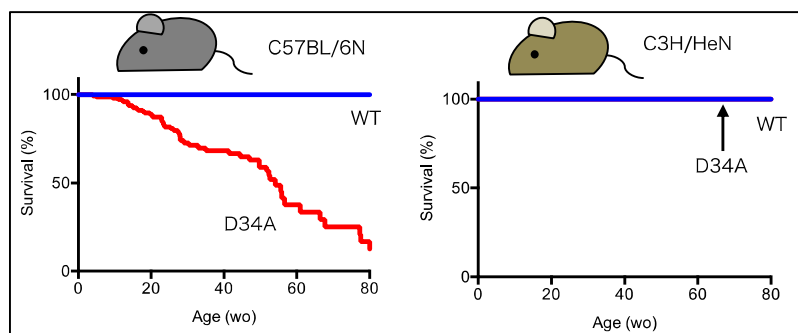 C57BL/6N
C3H/HeN
Survival (%)
100
50
0
WT
D34A
0
20
40
60
80
Age (wo)
Survival (%)
100
50
0
WT
D34A
0
20
40
60
80
Age (wo)